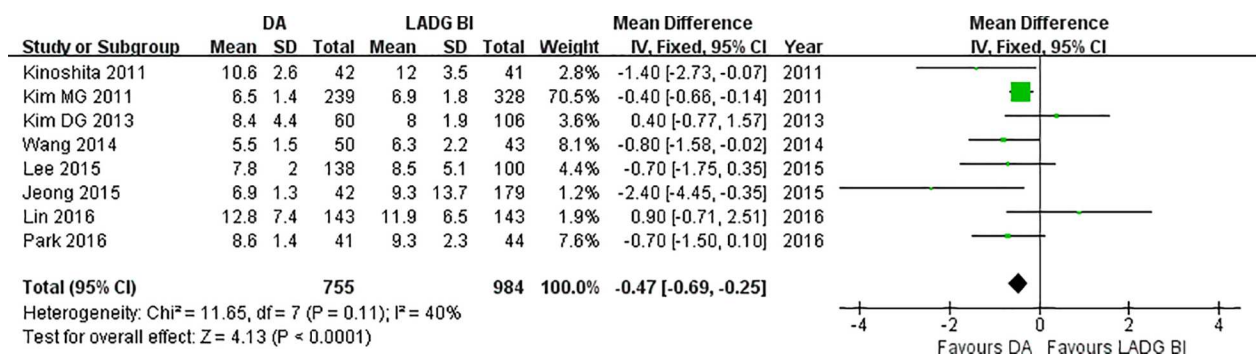 DA LADG BI Mean Difference Mean Difference
Study or Subgroup Mean SD Total Mean SD Total Weight IV, Fixed, 95% CI Year IV, Fixed, 95% CI
Kinoshita 2011 10.6 2.6 42 12 3.5 41 2.8% -1.40 [-2.73, -0.07] 2011
Kim MG 2011 6.5 1.4 239 6.9 1.8 328 70.5% -0.40 [-0.66, -0.14] 2011
Kim DG 2013 8.4 4.4 60 8 1.9 106 3.6% 0.40 [-0.77, 1.57] 2013
Wang 2014 5.5 1.5 50 6.3 2.2 43 8.1% -0.80 [-1.58, -0.02] 2014
Lee 2015 7.8 2 138 8.5 5.1 100 4.4% -0.70 [-1.75, 0.35] 2015
Jeong 2015 6.9 1.3 42 9.3 13.7 179 1.2% -2.40 [-4.45, -0.35] 2015
Lin 2016 12.8 7.4 143 11.9 6.5 143 1.9% 0.90 [-0.71, 2.51] 2016
Park 2016 8.6 1.4 41 9.3 2.3 44 7.6% -0.70 [-1.50, 0.10] 2016
Total (95% CI) 755 984 100.0% -0.47 [-0.69, -0.25]
Heterogeneity: Chi² = 11.65, df = 7 (P = 0.11); I² = 40%
Test for overall effect: Z = 4.13 (P < 0.0001)
-4 -2 0 2 4
Favours DA Favours LADG BI